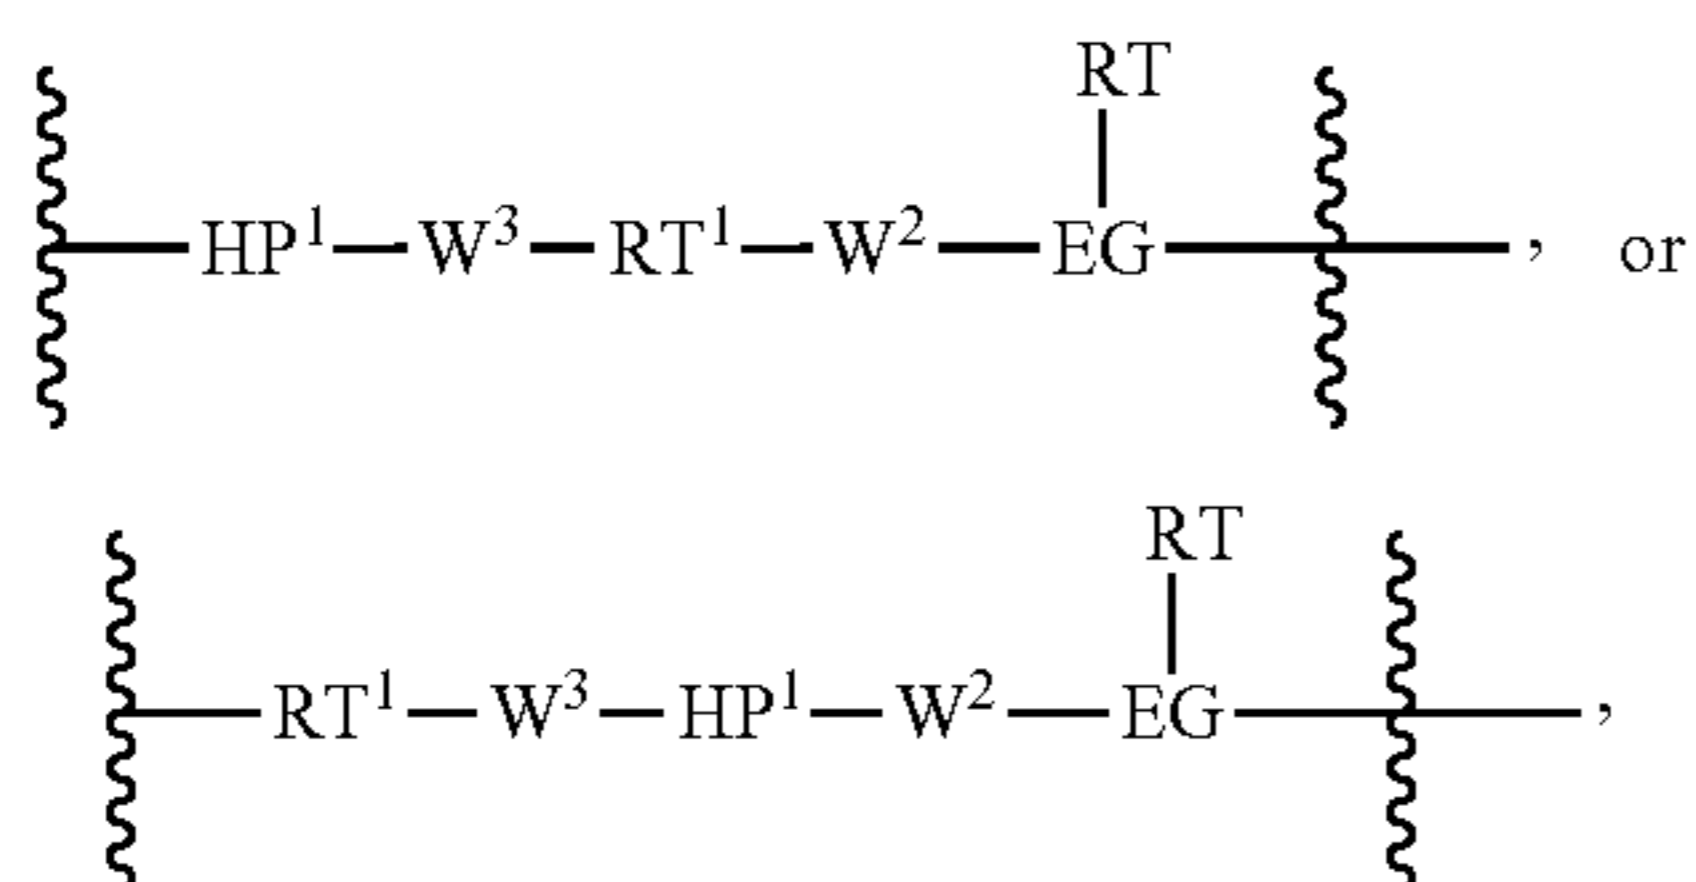 RT
HP¹—W³—RT¹—W²—EG—, or
RT
RT¹—W³—HP¹—W²—EG—,